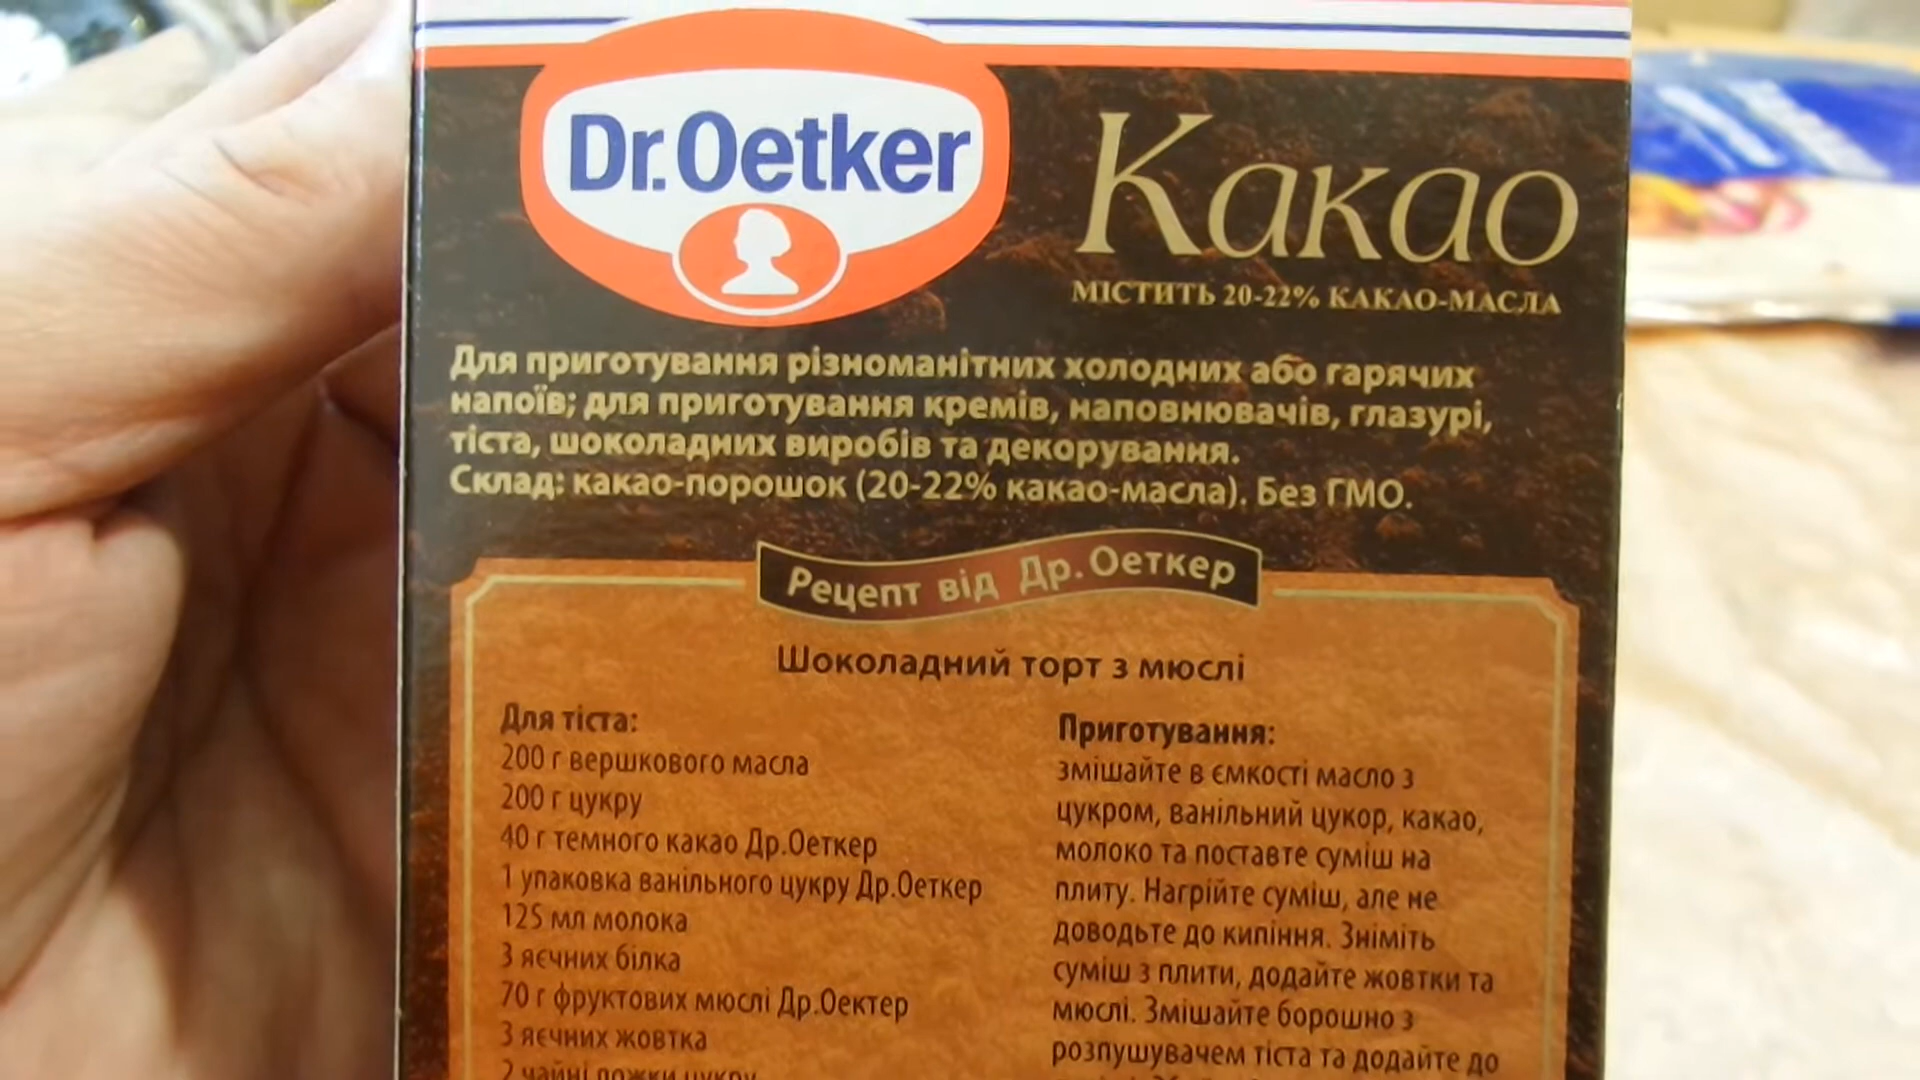 Dr.Oetker
Какао
МІСТИТЬ 20-22% КАКАО-МАСЛА
Для приготування різноманітних холодних або гарячих
напоїв; для приготування кремів, наповнювачів, глазурі,
тіста, шоколадних виробів та декорування.
Склад: какао-порошок (20-22% какао-масла). Без ГМО.
Рецепт від Др. Оеткер
Шоколадний торт з мюслі
Для тіста:
200 г вершкового масла
200 г цукру
40 г темного какао Др.Оеткер
1 упаковка ванільного цукру Др.Оеткер
125 мл молока
3 яєчних білка
70 г фруктових мюслі Др.Оектер
3 яєчних жовтка
2 чайні ложки цукру
Приготування:
змішайте в ємкості масло з
цукром, ванільний цукор, какао,
молоко та поставте суміш на
плиту. Нагрійте суміш, але не
доводьте до кипіння. Зніміть
суміш з плити, додайте жовтки та
мюслі. Змішайте борошно з
розпушувачем тіста та додайте до